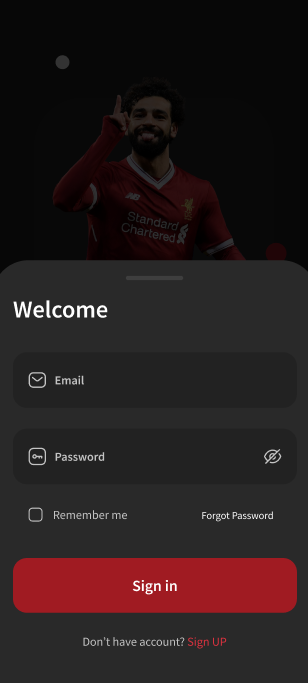 Standard
Chartered
Welcome
Email
Password
Remember me
Forgot Password
Sign in
Don't have account? Sign UP